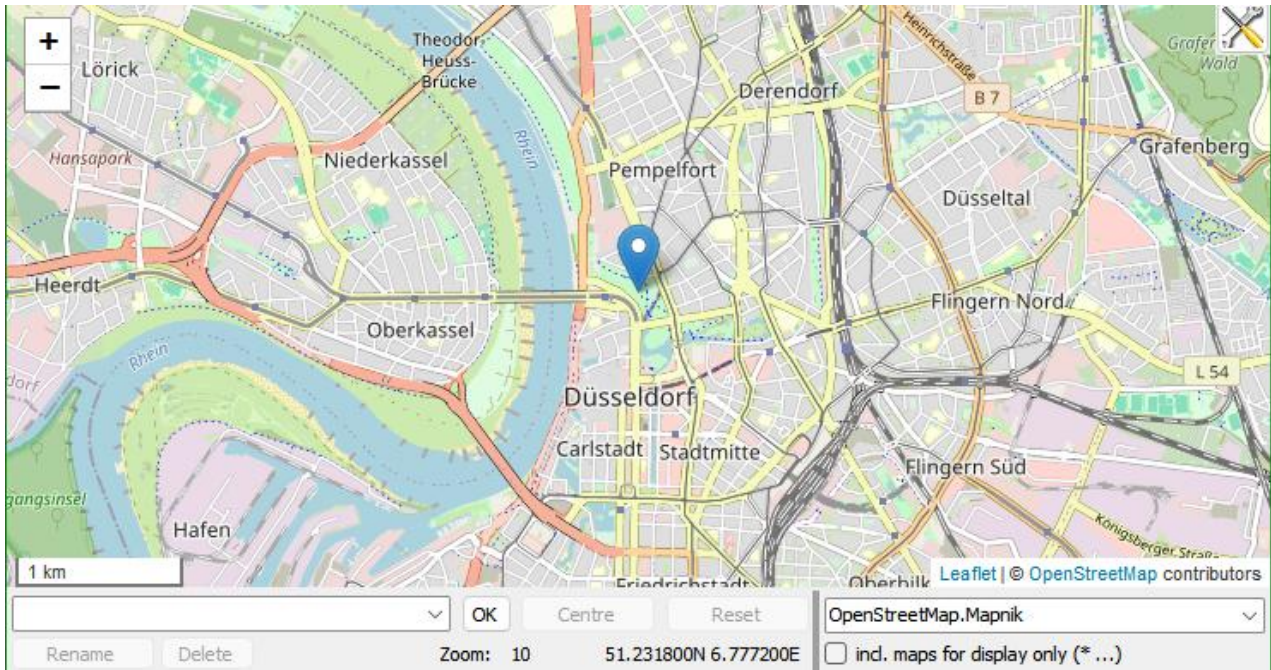 +
−
Lörick
Theodor-
Heuss-
Brücke
Heinrichstraße
Grafer
Wald
Derendorf
B 7
Hansapark
Niederkassel
Rhein
Pempelfort
Grafenberg
Düsseltal
Heerdt
Oberkassel
Flingern Nord
Rhein
dorf
L 54
Düsseldorf
Carlstadt
Stadtmitte
Flingern Süd
gangsinsel
Hafen
Königsberger Straße
1 km
Friedrichstadt
Oberbilk
Leaflet | © OpenStreetMap contributors
OK Centre Reset OpenStreetMap.Mapnik
Rename Delete Zoom: 10 51.231800N 6.777200E incl. maps for display only (* ...)